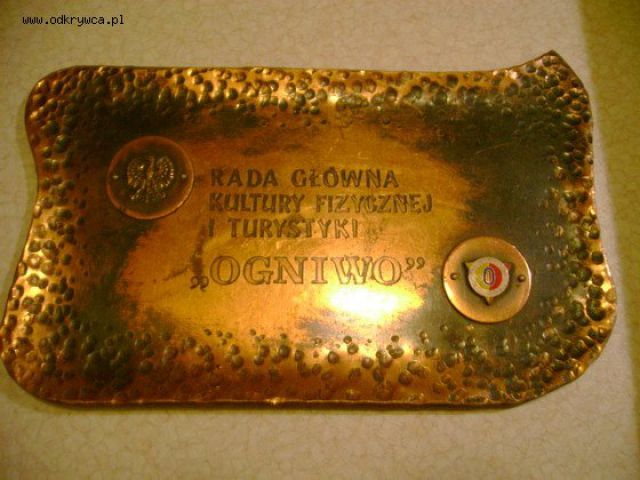 www.odkrywca.pl
RADA GŁÓWNA
KULTURY FIZYCZNEJ
I TURYSTYKI
„OGNIWO”
O